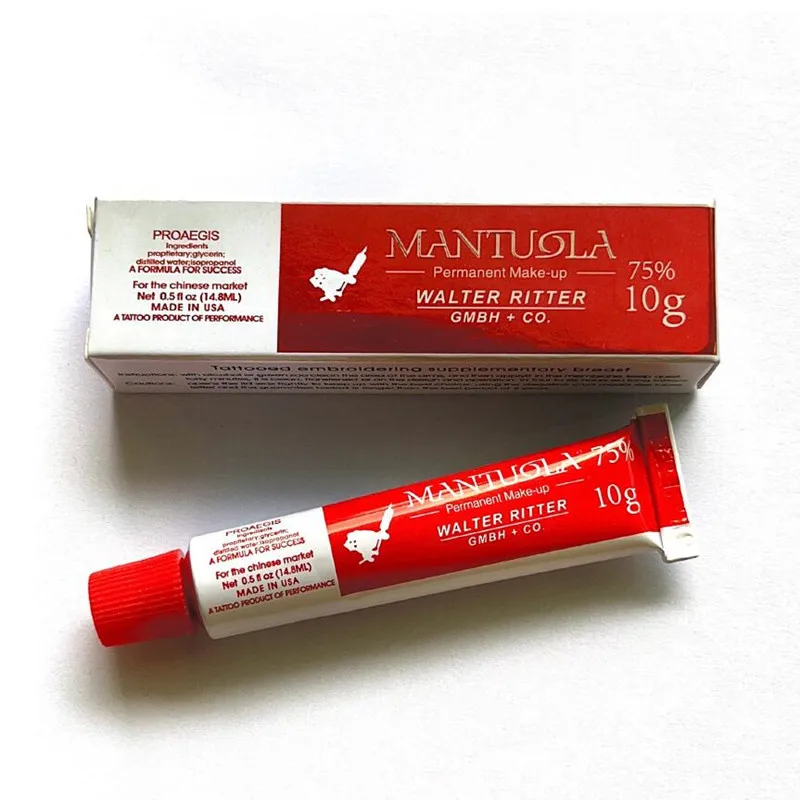 PROAEGIS
Ingredients
proptietary;glycerin;
distilled water;isopropanol
A FORMULA FOR SUCCESS
For the chinese market
Net 0.5 fl oz (14.8ML)
MADE IN USA
A TATTOO PRODUCT OF PERFORMANCE
MANTUOLA
Permanent Make-up
WALTER RITTER
GMBH + CO.
75%
10g
Tattooed embroidering supplementary breast
MANTUOLA
Permanent Make-up
WALTER RITTER
GMBH + CO.
75%
10g
PROAEGIS
Ingredients
proptietary;glycerin;
distilled water isopropanol
A FORMULA FOR SUCCESS
For the chinese market
Net 0.5 fl oz (14.8ML)
MADE IN USA
A TATTOO PRODUCT OF PERFORMANCE